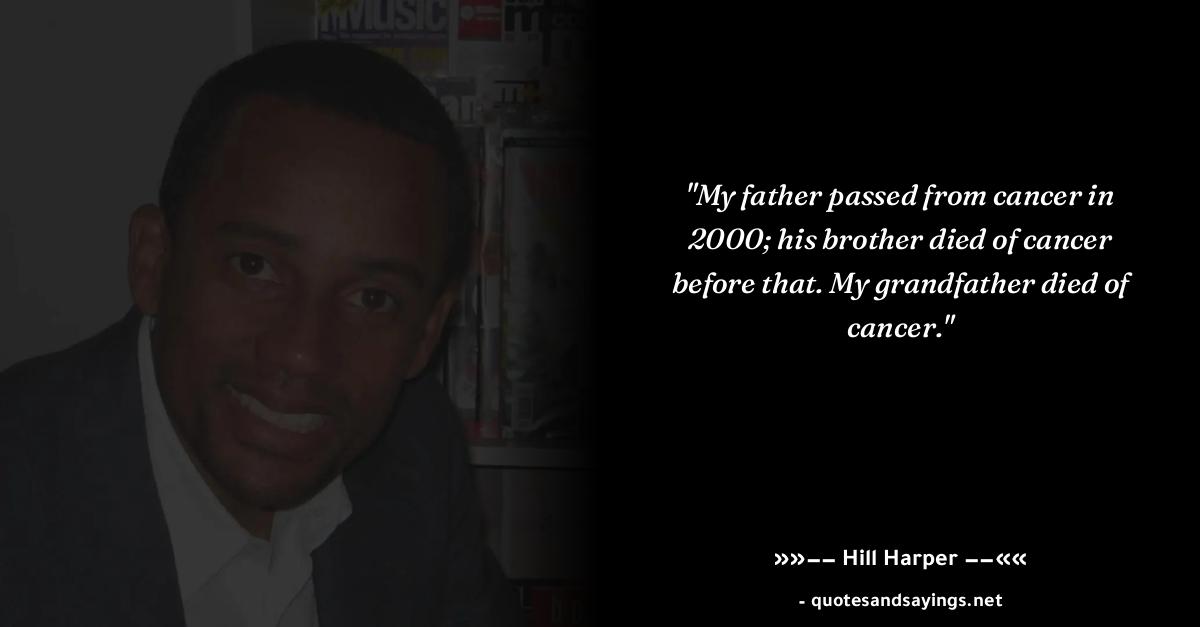 MUSIC
"My father passed from cancer in
2000; his brother died of cancer
before that. My grandfather died of
cancer."
»»–– Hill Harper ––««
- quotesandsayings.net